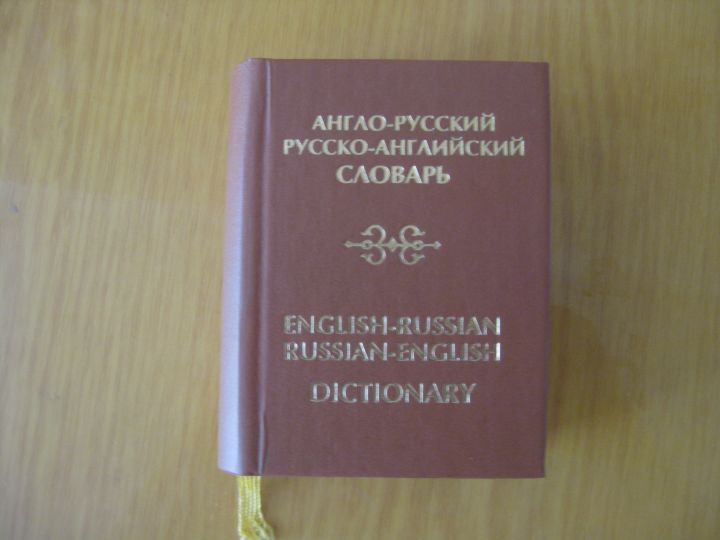 АНГЛО-РУССКИЙ
РУССКО-АНГЛИЙСКИЙ
СЛОВАРЬ
ENGLISH-RUSSIAN
RUSSIAN-ENGLISH
DICTIONARY